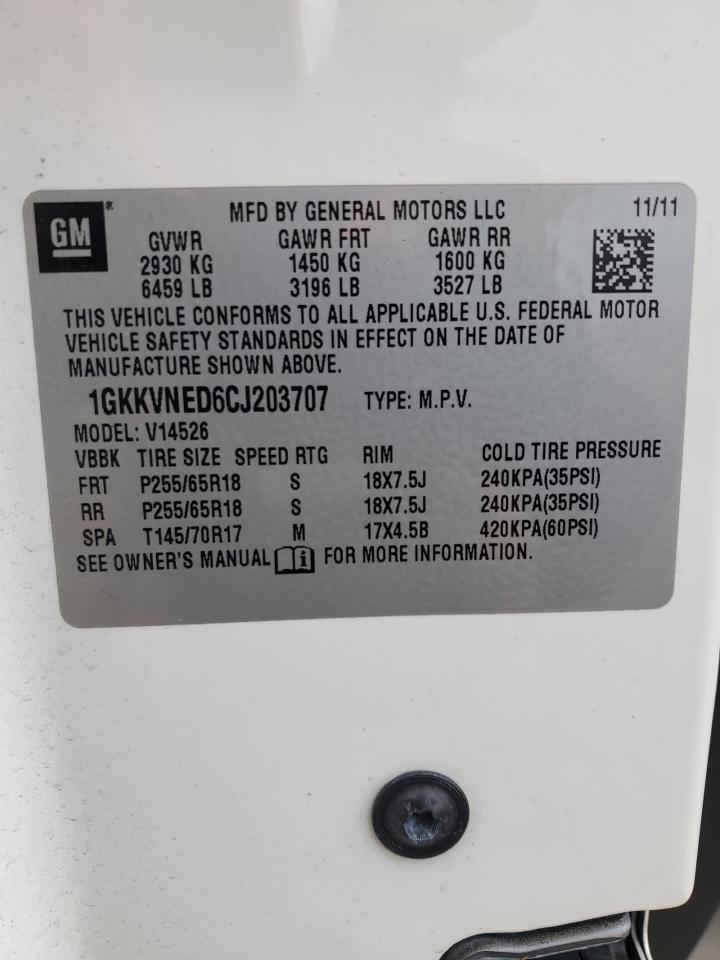 GM® MFD BY GENERAL MOTORS LLC 11/11
GVWR GAWR FRT GAWR RR
2930 KG 1450 KG 1600 KG
6459 LB 3196 LB 3527 LB
THIS VEHICLE CONFORMS TO ALL APPLICABLE U.S. FEDERAL MOTOR
VEHICLE SAFETY STANDARDS IN EFFECT ON THE DATE OF
MANUFACTURE SHOWN ABOVE.
1GKKVNED6CJ203707 TYPE: M.P.V.
MODEL: V14526
VBBK TIRE SIZE SPEED RTG RIM COLD TIRE PRESSURE
FRT P255/65R18 S 18X7.5J 240KPA(35PSI)
RR P255/65R18 S 18X7.5J 240KPA(35PSI)
SPA T145/70R17 M 17X4.5B 420KPA(60PSI)
SEE OWNER'S MANUAL i FOR MORE INFORMATION.